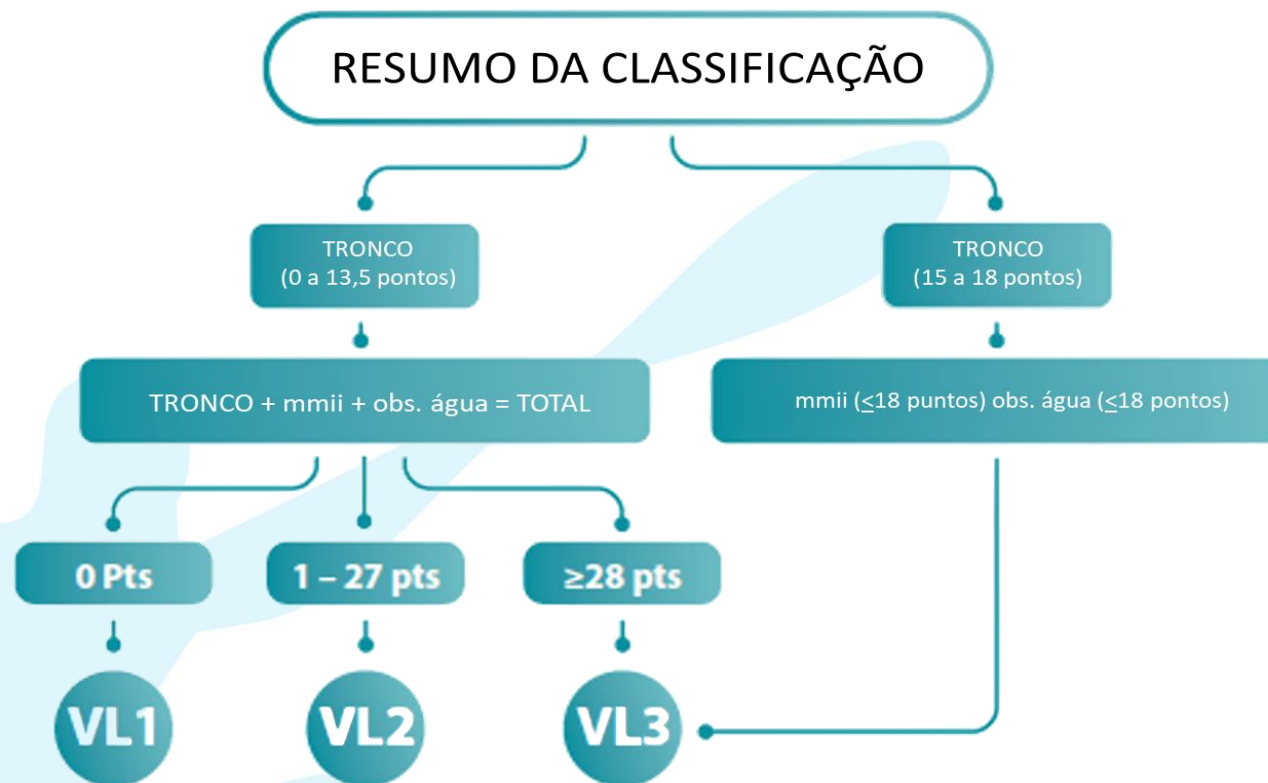 RESUMO DA CLASSIFICAÇÃO
TRONCO
(0 a 13,5 pontos)
TRONCO
(15 a 18 pontos)
TRONCO + mmii + obs. água = TOTAL
mmii (≤18 puntos) obs. água (≤18 pontos)
0 Pts
1 – 27 pts
≥28 pts
VL1
VL2
VL3